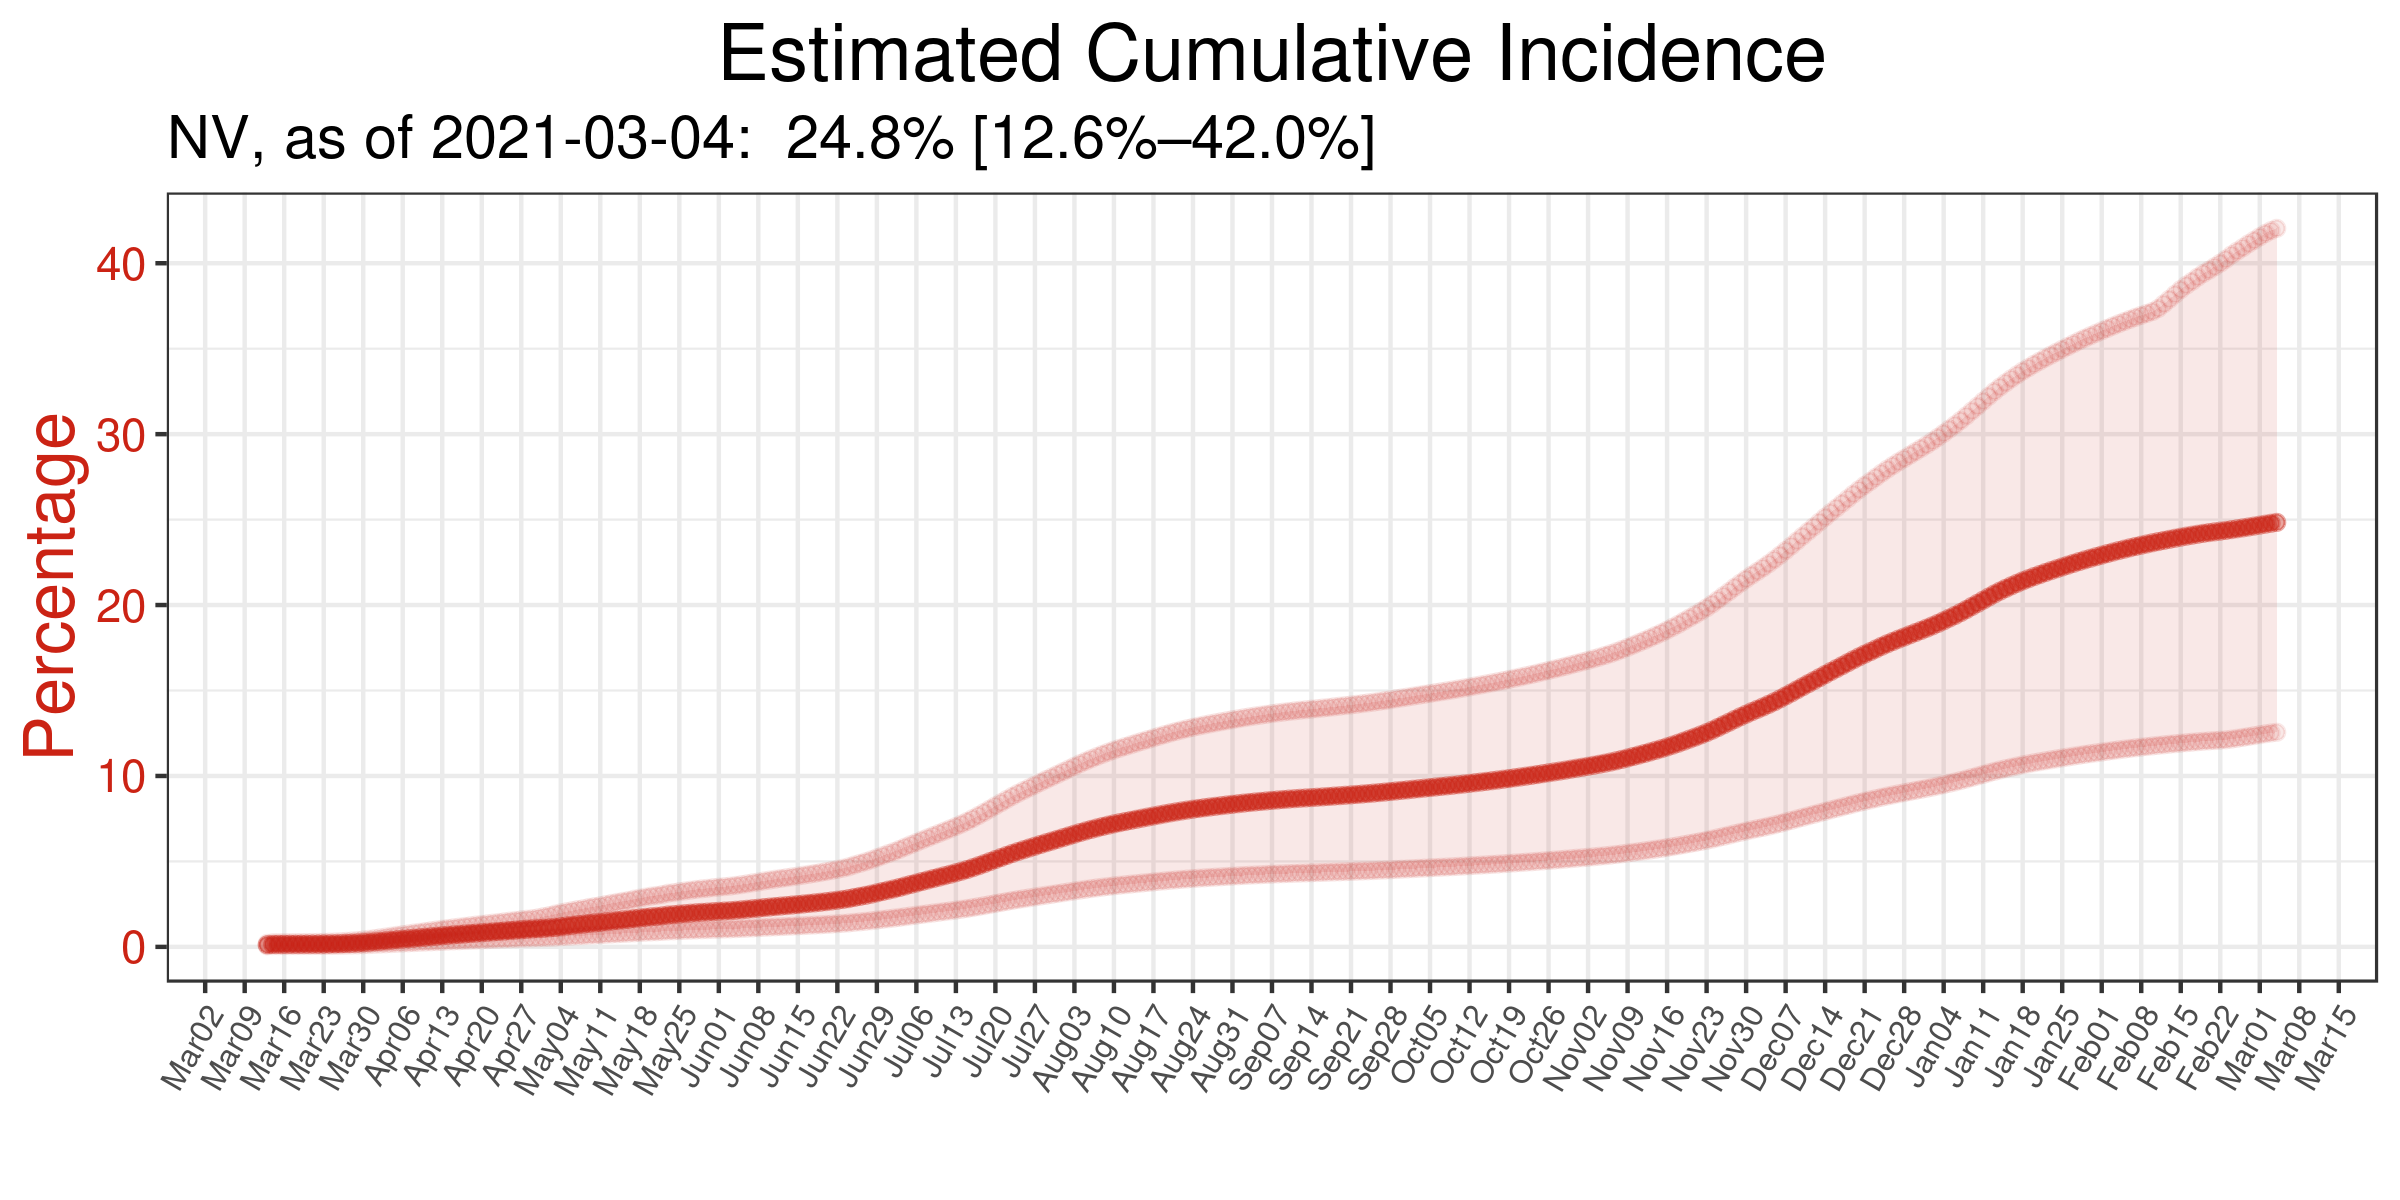 Estimated Cumulative Incidence
NV, as of 2021-03-04:  24.8% [12.6%–42.0%]
Percentage
40
30
20
10
0
Mar02
Mar09
Mar16
Mar23
Mar30
Apr06
Apr13
Apr20
Apr27
May04
May11
May18
May25
Jun01
Jun08
Jun15
Jun22
Jun29
Jul06
Jul13
Jul20
Jul27
Aug03
Aug10
Aug17
Aug24
Aug31
Sep07
Sep14
Sep21
Sep28
Oct05
Oct12
Oct19
Oct26
Nov02
Nov09
Nov16
Nov23
Nov30
Dec07
Dec14
Dec21
Dec28
Jan04
Jan11
Jan18
Jan25
Feb01
Feb08
Feb15
Feb22
Mar01
Mar08
Mar15